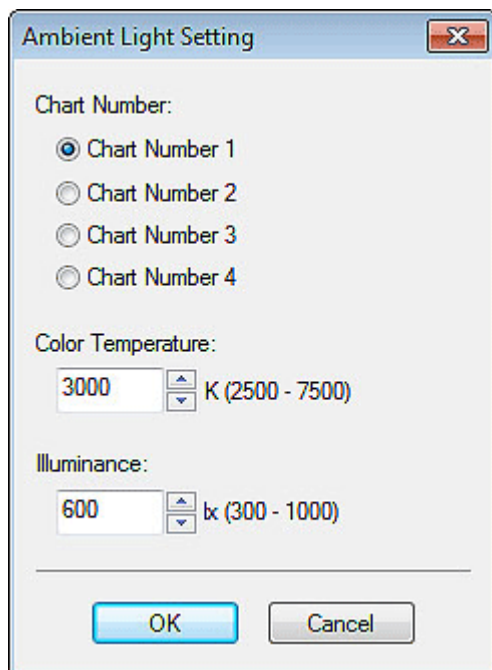 Ambient Light Setting
Chart Number:
Chart Number 1
Chart Number 2
Chart Number 3
Chart Number 4
Color Temperature:
3000 K (2500 - 7500)
Illuminance:
600 lx (300 - 1000)
OK Cancel